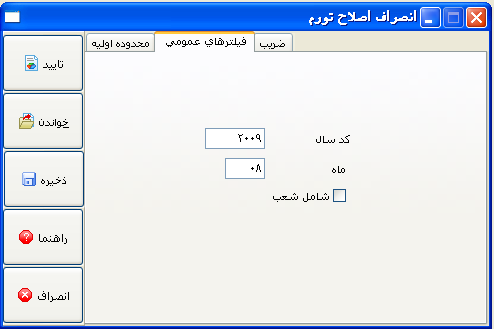 انصراف اصلاح تورم
ضريب
فيلترهاي عمومي
محدوده اوليه
تاييد
خواندن
ذخيره
راهنما
انصراف
كد سال ۲۰۰۹
ماه ۰۸
شامل شعب